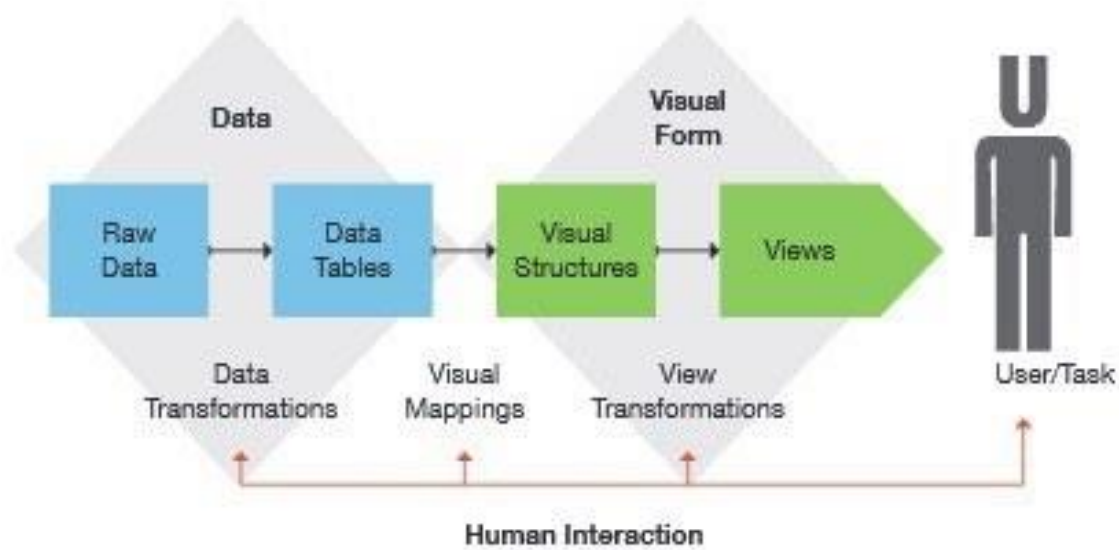 Data
Visual
Form
Raw
Data
Data
Tables
Visual
Structures
Views
Data
Transformations
Visual
Mappings
View
Transformations
User/Task
Human Interaction